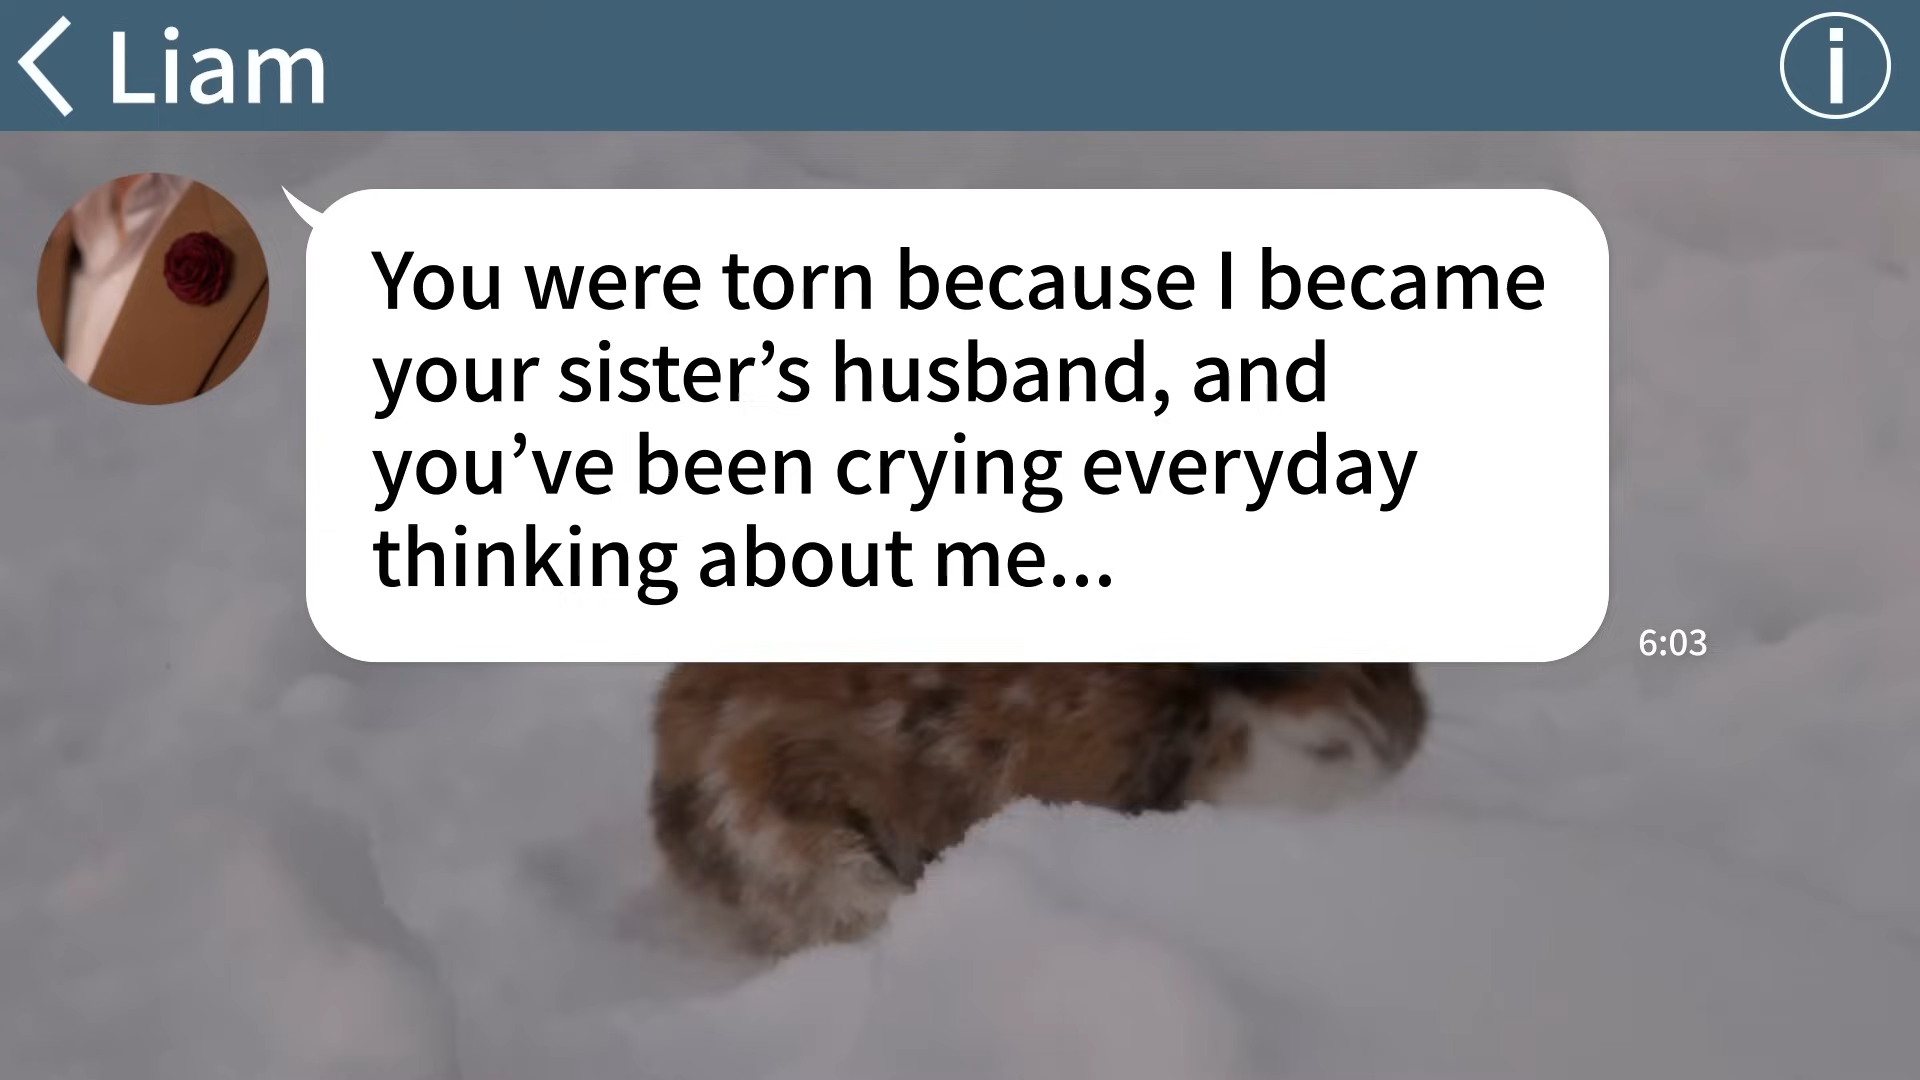 Liam
You were torn because I became
your sister’s husband, and
you’ve been crying everyday
thinking about me...
6:03